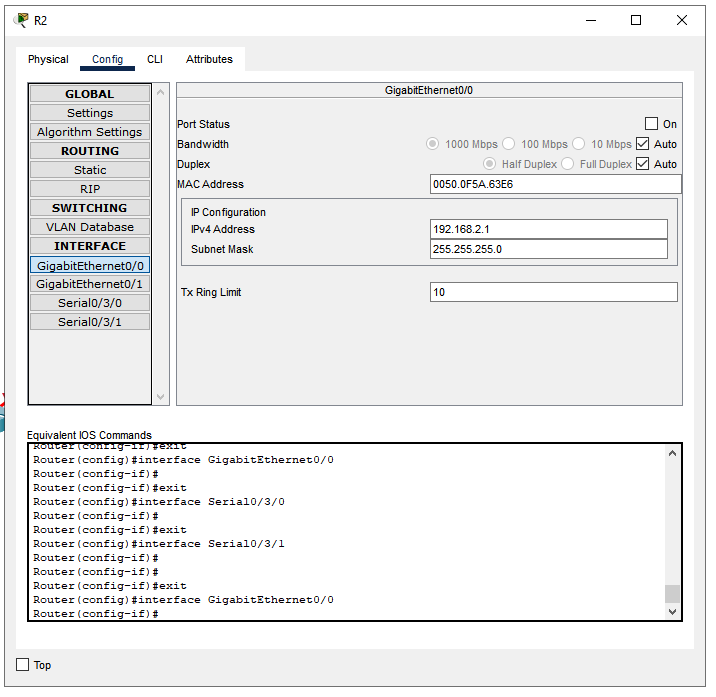 R2
Physical Config CLI Attributes
GLOBAL
Settings
Algorithm Settings
ROUTING
Static
RIP
SWITCHING
VLAN Database
INTERFACE
GigabitEthernet0/0
GigabitEthernet0/1
Serial0/3/0
Serial0/3/1
GigabitEthernet0/0
Port Status On
Bandwidth 1000 Mbps 100 Mbps 10 Mbps Auto
Duplex Half Duplex Full Duplex Auto
MAC Address 0050.0F5A.63E6
IP Configuration
IPv4 Address 192.168.2.1
Subnet Mask 255.255.255.0
Tx Ring Limit 10
Equivalent IOS Commands
Router(config-if)#exit
Router(config)#interface GigabitEthernet0/0
Router(config-if)#
Router(config-if)#exit
Router(config)#interface Serial0/3/0
Router(config-if)#
Router(config-if)#exit
Router(config)#interface Serial0/3/1
Router(config-if)#
Router(config-if)#
Router(config-if)#exit
Router(config)#interface GigabitEthernet0/0
Router(config-if)#
Top